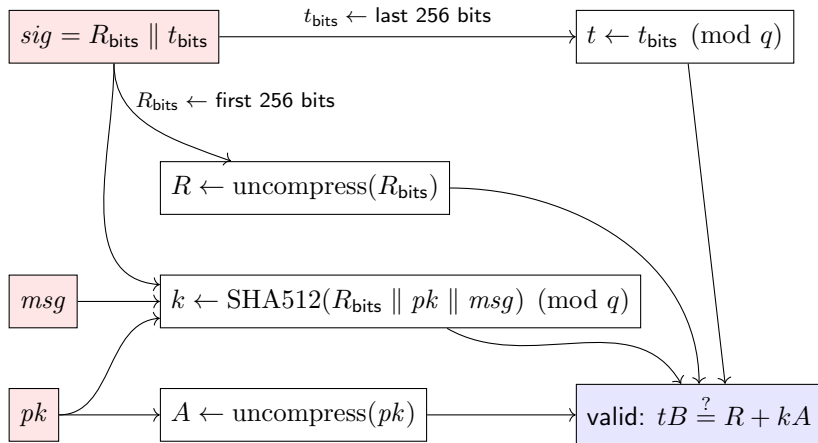 sig = R_bits ∥ t_bits
t_bits ← last 256 bits
t ← t_bits (mod q)
R_bits ← first 256 bits
R ← uncompress(R_bits)
msg
k ← SHA512(R_bits ∥ pk ∥ msg) (mod q)
pk
A ← uncompress(pk)
valid: tB ≟ R + kA